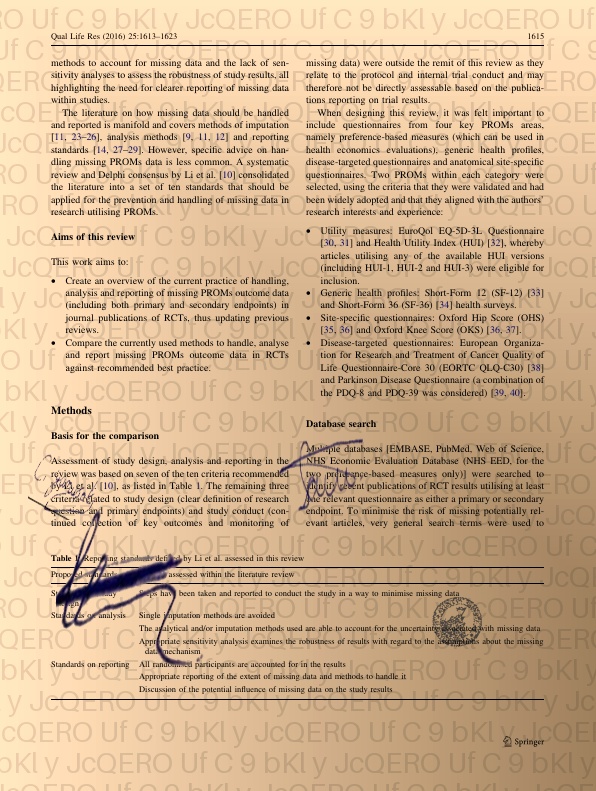 Qual Life Res (2016) 25:1613–1623
1615
methods to account for missing data and the lack of sen-
sitivity analyses to assess the robustness of study results, all
highlighting the need for clearer reporting of missing data
within studies.
The literature on how missing data should be handled
and reported is manifold and covers methods of imputation
[11, 23–26], analysis methods [9, 11, 12] and reporting
standards [14, 27–29]. However, specific advice on han-
dling missing PROMs data is less common. A systematic
review and Delphi consensus by Li et al. [10] consolidated
the literature into a set of ten standards that should be
applied for the prevention and handling of missing data in
research utilising PROMs.
Aims of this review
This work aims to:
• Create an overview of the current practice of handling,
analysis and reporting of missing PROMs outcome data
(including both primary and secondary endpoints) in
journal publications of RCTs, thus updating previous
reviews.
• Compare the currently used methods to handle, analyse
and report missing PROMs outcome data in RCTs
against recommended best practice.
Methods
Basis for the comparison
Assessment of study design, analysis and reporting in the
review was based on seven of the ten criteria recommended
by Li et al. [10], as listed in Table 1. The remaining three
criteria related to study design (clear definition of research
question and primary endpoints) and study conduct (con-
tinued collection of key outcomes and monitoring of
missing data) were outside the remit of this review as they
relate to the protocol and internal trial conduct and may
therefore not be directly assessable based on the publica-
tions reporting on trial results.
When designing this review, it was felt important to
include questionnaires from four key PROMs areas,
namely preference-based measures (which can be used in
health economics evaluations), generic health profiles,
disease-targeted questionnaires and anatomical site-specific
questionnaires. Two PROMs within each category were
selected, using the criteria that they were validated and had
been widely adopted and that they aligned with the authors'
research interests and experience:
• Utility measures: EuroQol EQ-5D-3L Questionnaire
[30, 31] and Health Utility Index (HUI) [32], whereby
articles utilising any of the available HUI versions
(including HUI-1, HUI-2 and HUI-3) were eligible for
inclusion.
• Generic health profiles: Short-Form 12 (SF-12) [33]
and Short-Form 36 (SF-36) [34] health surveys.
• Site-specific questionnaires: Oxford Hip Score (OHS)
[35, 36] and Oxford Knee Score (OKS) [36, 37].
• Disease-targeted questionnaires: European Organiza-
tion for Research and Treatment of Cancer Quality of
Life Questionnaire-Core 30 (EORTC QLQ-C30) [38]
and Parkinson Disease Questionnaire (a combination of
the PDQ-8 and PDQ-39 was considered) [39, 40].
Database search
Multiple databases [EMBASE, PubMed, Web of Science,
NHS Economic Evaluation Database (NHS EED, for the
two preference-based measures only)] were searched to
identify recent publications of RCT results utilising at least
one relevant questionnaire as either a primary or secondary
endpoint. To minimise the risk of missing potentially rel-
evant articles, very general search terms were used to
Table 1 Reporting standards defined by Li et al. assessed in this review
Proposed standards assessed within the literature review
Steps have been taken and reported to conduct the study in a way to minimise missing data
Standards on analysis Single imputation methods are avoided
The analytical and/or imputation methods used are able to account for the uncertainty associated with missing data
Appropriate sensitivity analysis examines the robustness of results with regard to the assumptions about the missing
data mechanism
Standards on reporting All randomised participants are accounted for in the results
Appropriate reporting of the extent of missing data and methods to handle it
Discussion of the potential influence of missing data on the study results
Springer